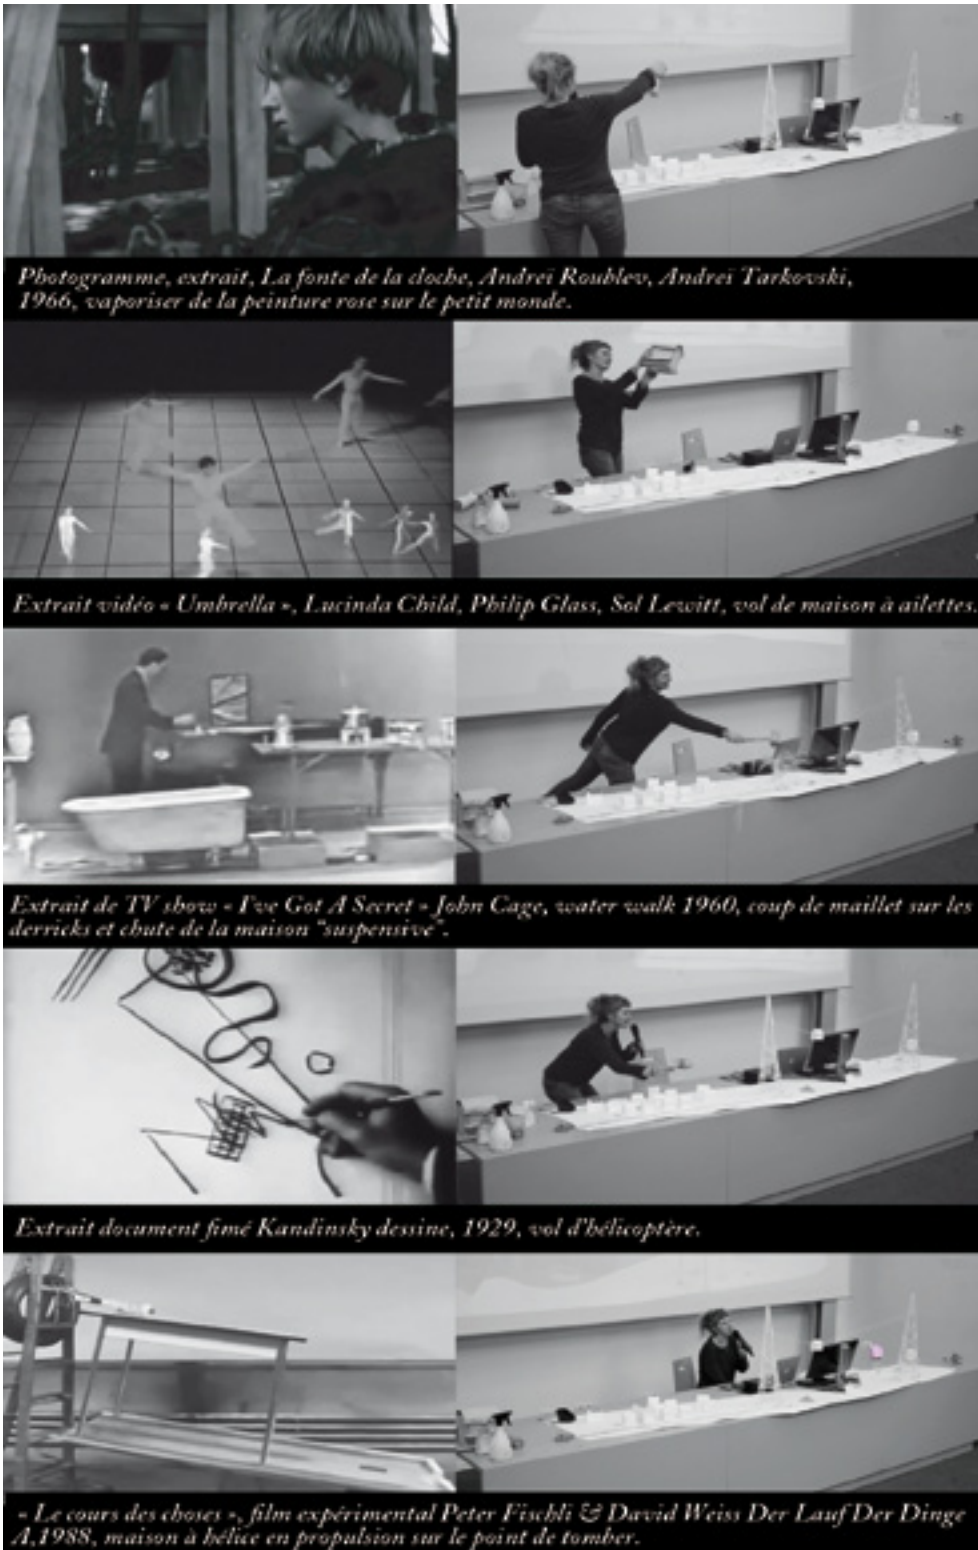 Photogramme, extrait, La fonte de la cloche, Andreï Roublev, Andreï Tarkovski,
1966, vaporiser de la peinture rose sur le petit monde.
Extrait vidéo « Umbrella », Lucinda Child, Philip Glass, Sol Lewitt, vol de maison à ailettes.
Extrait de TV show « I've Got A Secret » John Cage, water walk 1960, coup de maillet sur les
derricks et chute de la maison "suspensive".
Extrait document fimé Kandinsky dessine, 1929, vol d'hélicoptère.
« Le cours des choses », film expérimental Peter Fischli & David Weiss Der Lauf Der Dinge
A,1988, maison à hélice en propulsion sur le point de tomber.